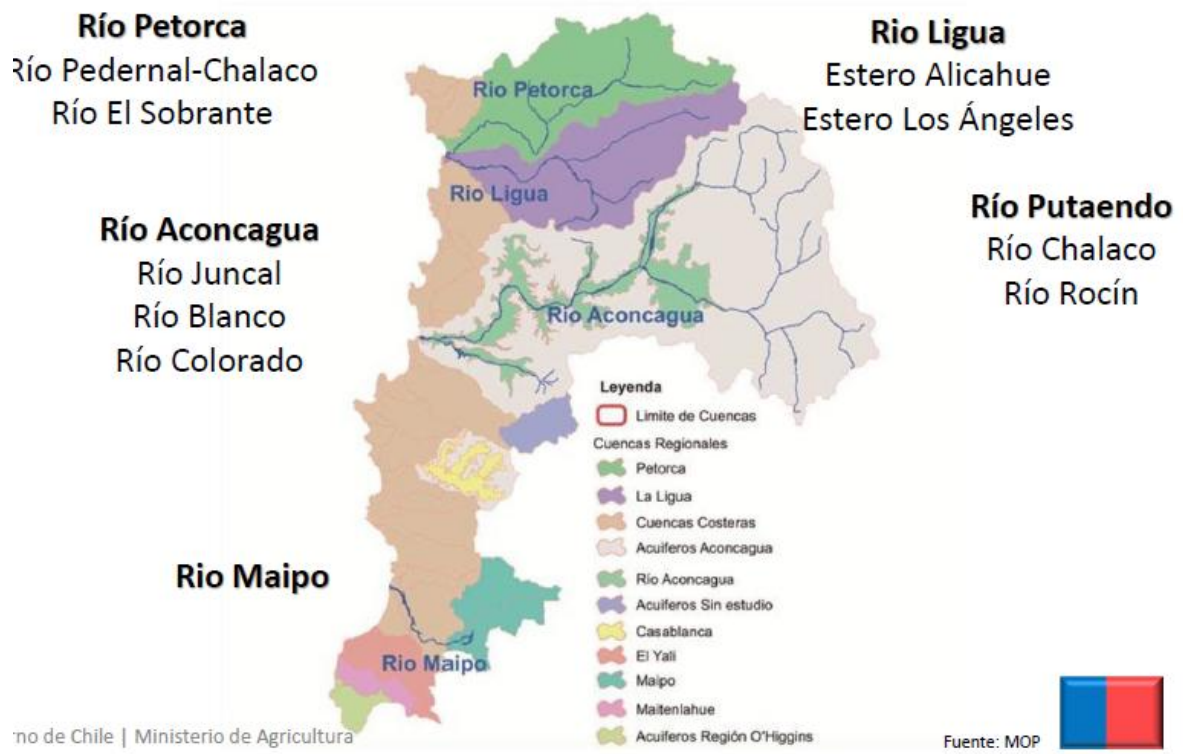 Río Petorca
Río Pedernal-Chalaco
Río El Sobrante
Rio Ligua
Estero Alicahue
Estero Los Ángeles
Río Aconcagua
Río Juncal
Río Blanco
Río Colorado
Río Putaendo
Río Chalaco
Río Rocín
Rio Maipo
Rio Petorca
Rio Ligua
Rio Aconcagua
Rio Maipo
Leyenda
Limite de Cuencas
Cuencas Regionales
Petorca
La Ligua
Cuencas Costeras
Acuiferos Aconcagua
Rio Aconcagua
Acuiferos Sin estudio
Casablanca
El Yali
Maipo
Maitenlahue
Acuiferos Región O'Higgins
rno de Chile | Ministerio de Agricultura
Fuente: MOP